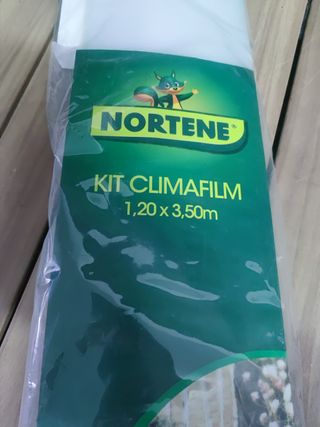 NORTENE®
KIT CLIMAFILM
1,20 x 3,50m